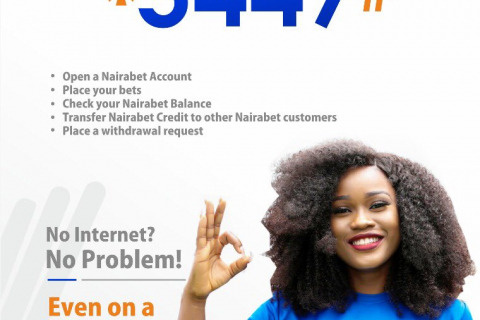 • Open a Nairabet Account
• Place your bets
• Check your Nairabet Balance
• Transfer Nairabet Credit to other Nairabet customers
• Place a withdrawal request
No Internet?
No Problem!
Even on a